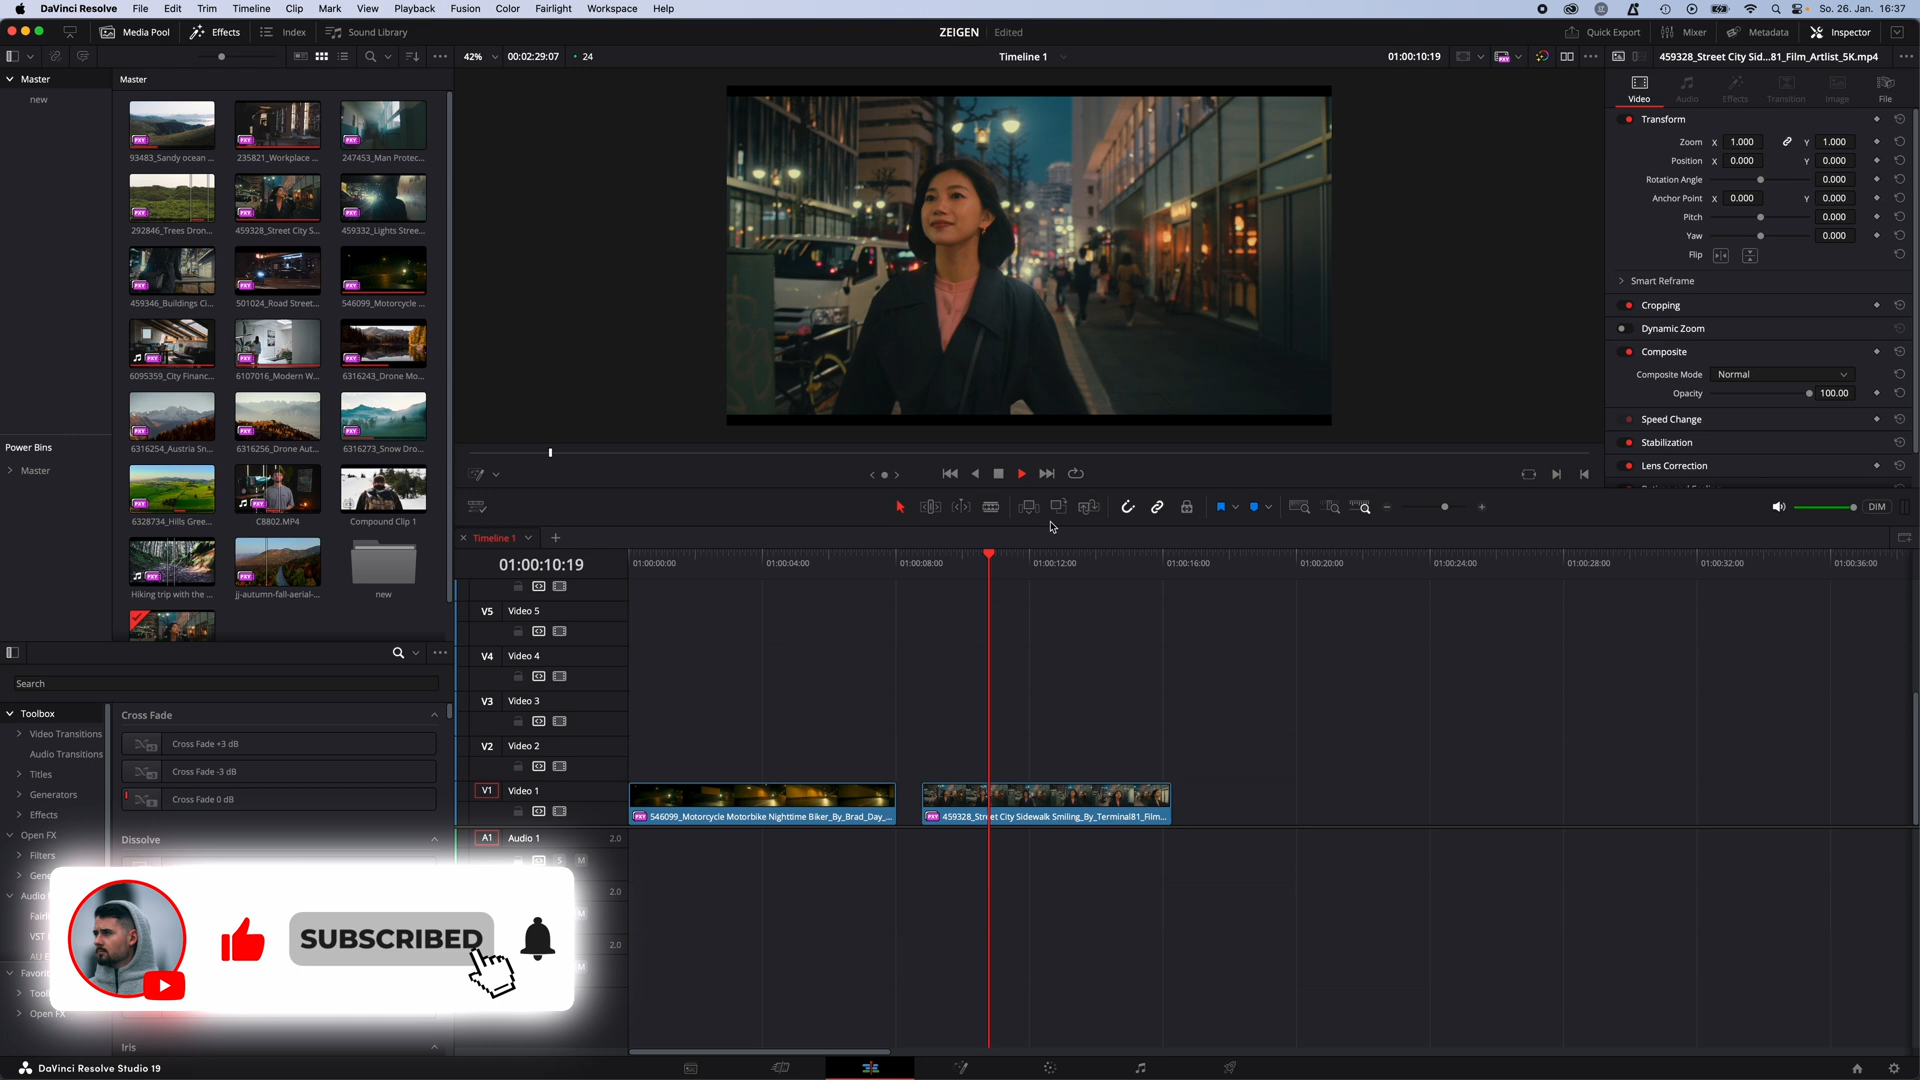 DaVinci Resolve File Edit Trim Timeline Clip Mark View Playback Fusion Color Fairlight Workspace Help So. 26. Jan. 16:37
Media Pool Effects Index Sound Library ZEIGEN Edited Quick Export Mixer Metadata Inspector
42% 00:02:29:07 24 Timeline 1 01:00:10:19 459328_Street City Sid...81_Film_Artlist_5K.mp4
Master Master
new
93483_Sandy ocean ... 235821_Workplace ... 247453_Man Protec...
292846_Trees Dron... 459328_Street City S... 459332_Lights Stree...
459346_Buildings Ci... 501024_Road Street... 546099_Motorcycle ...
6095359_City Financ... 6107016_Modern W... 6316243_Drone Mo...
6316254_Austria Sn... 6316256_Drone Aut... 6316273_Snow Dro...
6328734_Hills Gree... C8802.MP4 Compound Clip 1
Hiking trip with the ... jj-autumn-fall-aerial-... new
Power Bins
Master
Video Audio Effects Transition Image File
Transform
Zoom X 1.000 Y 1.000
Position X 0.000 Y 0.000
Rotation Angle 0.000
Anchor Point X 0.000 Y 0.000
Pitch 0.000
Yaw 0.000
Flip
Smart Reframe
Cropping
Dynamic Zoom
Composite
Composite Mode Normal
Opacity 100.00
Speed Change
Stabilization
Lens Correction
DIM
Timeline 1
01:00:10:19 01:00:00:00 01:00:04:00 01:00:08:00 01:00:12:00 01:00:16:00 01:00:20:00 01:00:24:00 01:00:28:00 01:00:32:00 01:00:36:00
V5 Video 5
V4 Video 4
V3 Video 3
V2 Video 2
V1 Video 1
546099_Motorcycle Motorbike Nighttime Biker_By_Brad_Day_... 459328_Street City Sidewalk Smiling_By_Terminal81_Film...
A1 Audio 1 2.0
S M
2.0
M
2.0
M
Search
Toolbox
Video Transitions
Audio Transitions
Titles
Generators
Effects
Open FX
Filters
Gene
Audio
Fairl
VST
AU E
Favorit
Tool
Open FX
Cross Fade
Cross Fade +3 dB
Cross Fade -3 dB
Cross Fade 0 dB
Dissolve
Iris
SUBSCRIBED
DaVinci Resolve Studio 19